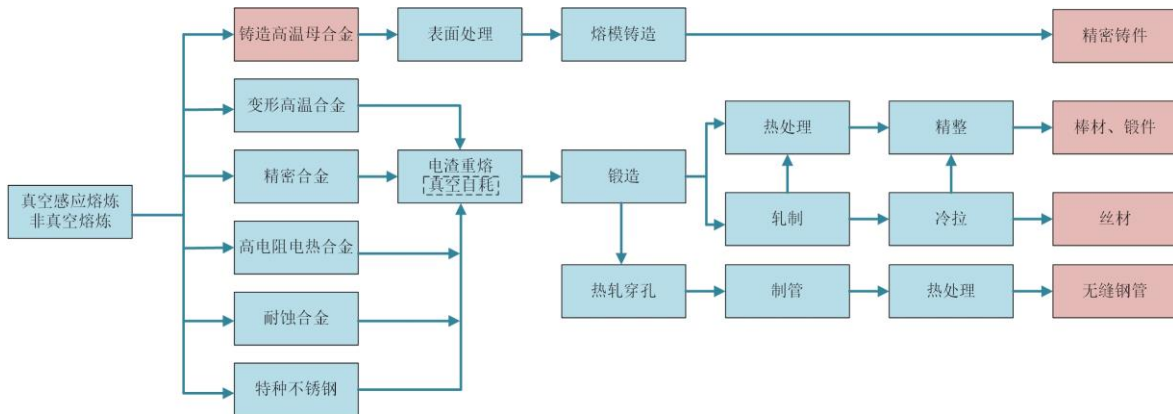 铸造高温母合金
表面处理
熔模铸造
精密铸件
变形高温合金
热处理
精整
棒材、锻件
精密合金
电渣重熔
真空自耗
锻造
真空感应熔炼
非真空熔炼
轧制
冷拉
丝材
高电阻电热合金
热轧穿孔
制管
热处理
无缝钢管
耐蚀合金
特种不锈钢